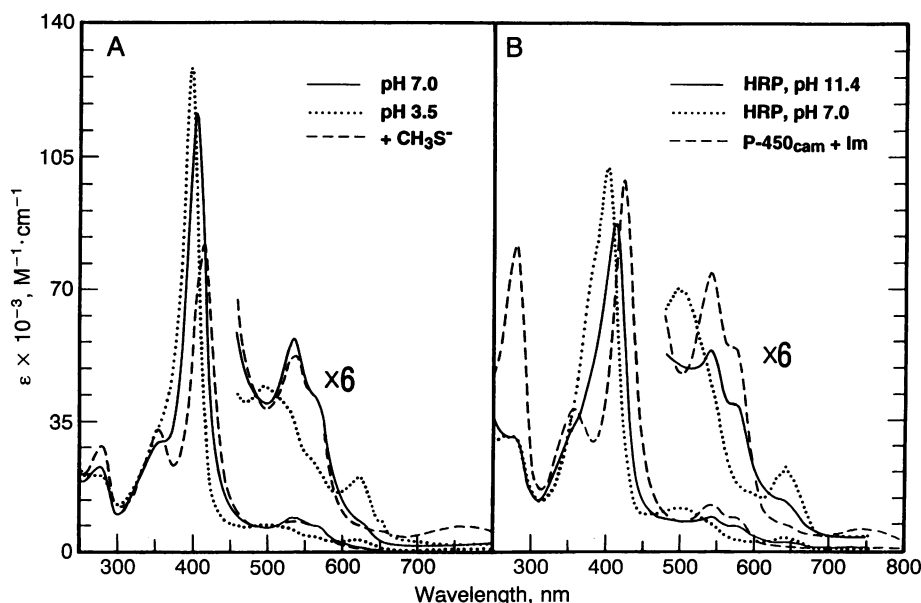 140
105
70
35
0
ε × 10⁻³, M⁻¹·cm⁻¹
A
pH 7.0
pH 3.5
+ CH₃S⁻
×6
300 400 500 600 700
B
HRP, pH 11.4
HRP, pH 7.0
P-450cam + Im
×6
300 400 500 600 700 800
Wavelength, nm